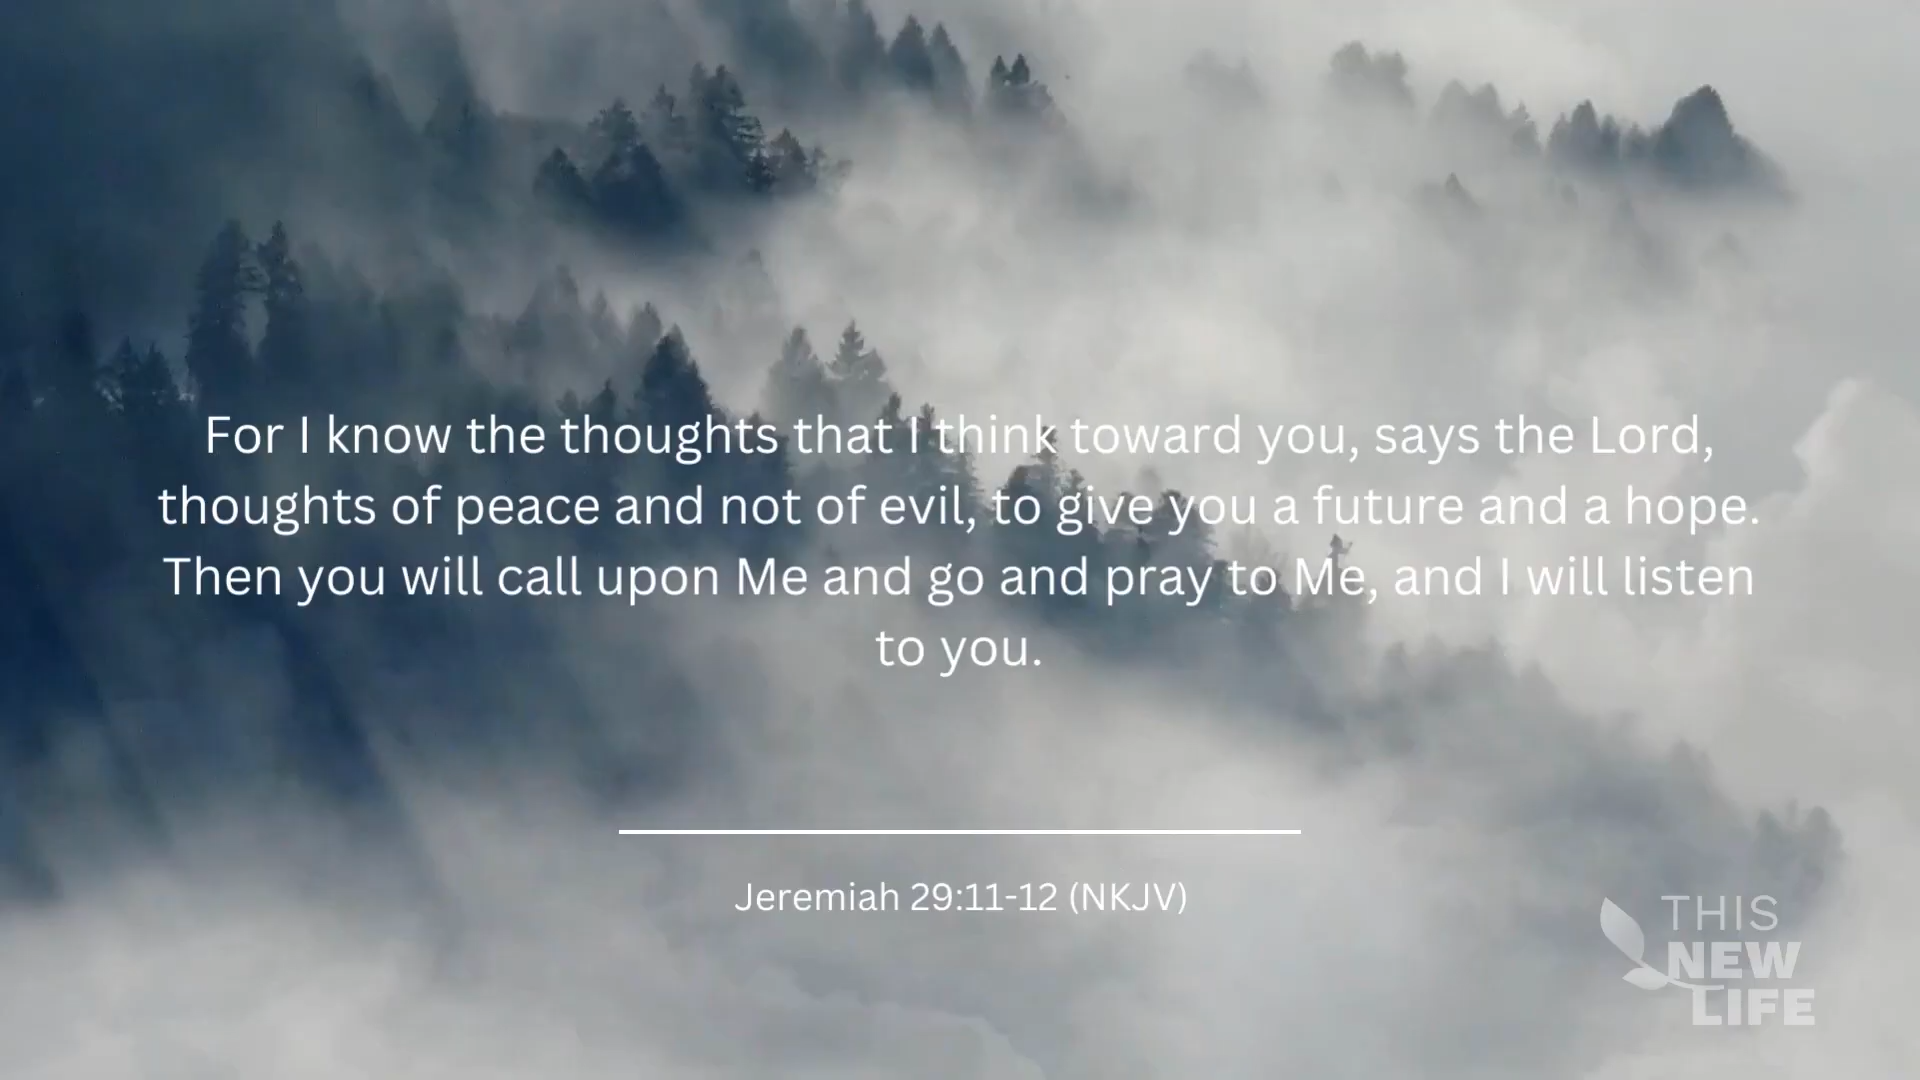 For I know the thoughts that I think toward you, says the Lord,
thoughts of peace and not of evil, to give you a future and a hope.
Then you will call upon Me and go and pray to Me, and I will listen
to you.
Jeremiah 29:11-12 (NKJV)
THIS
NEW
LIFE